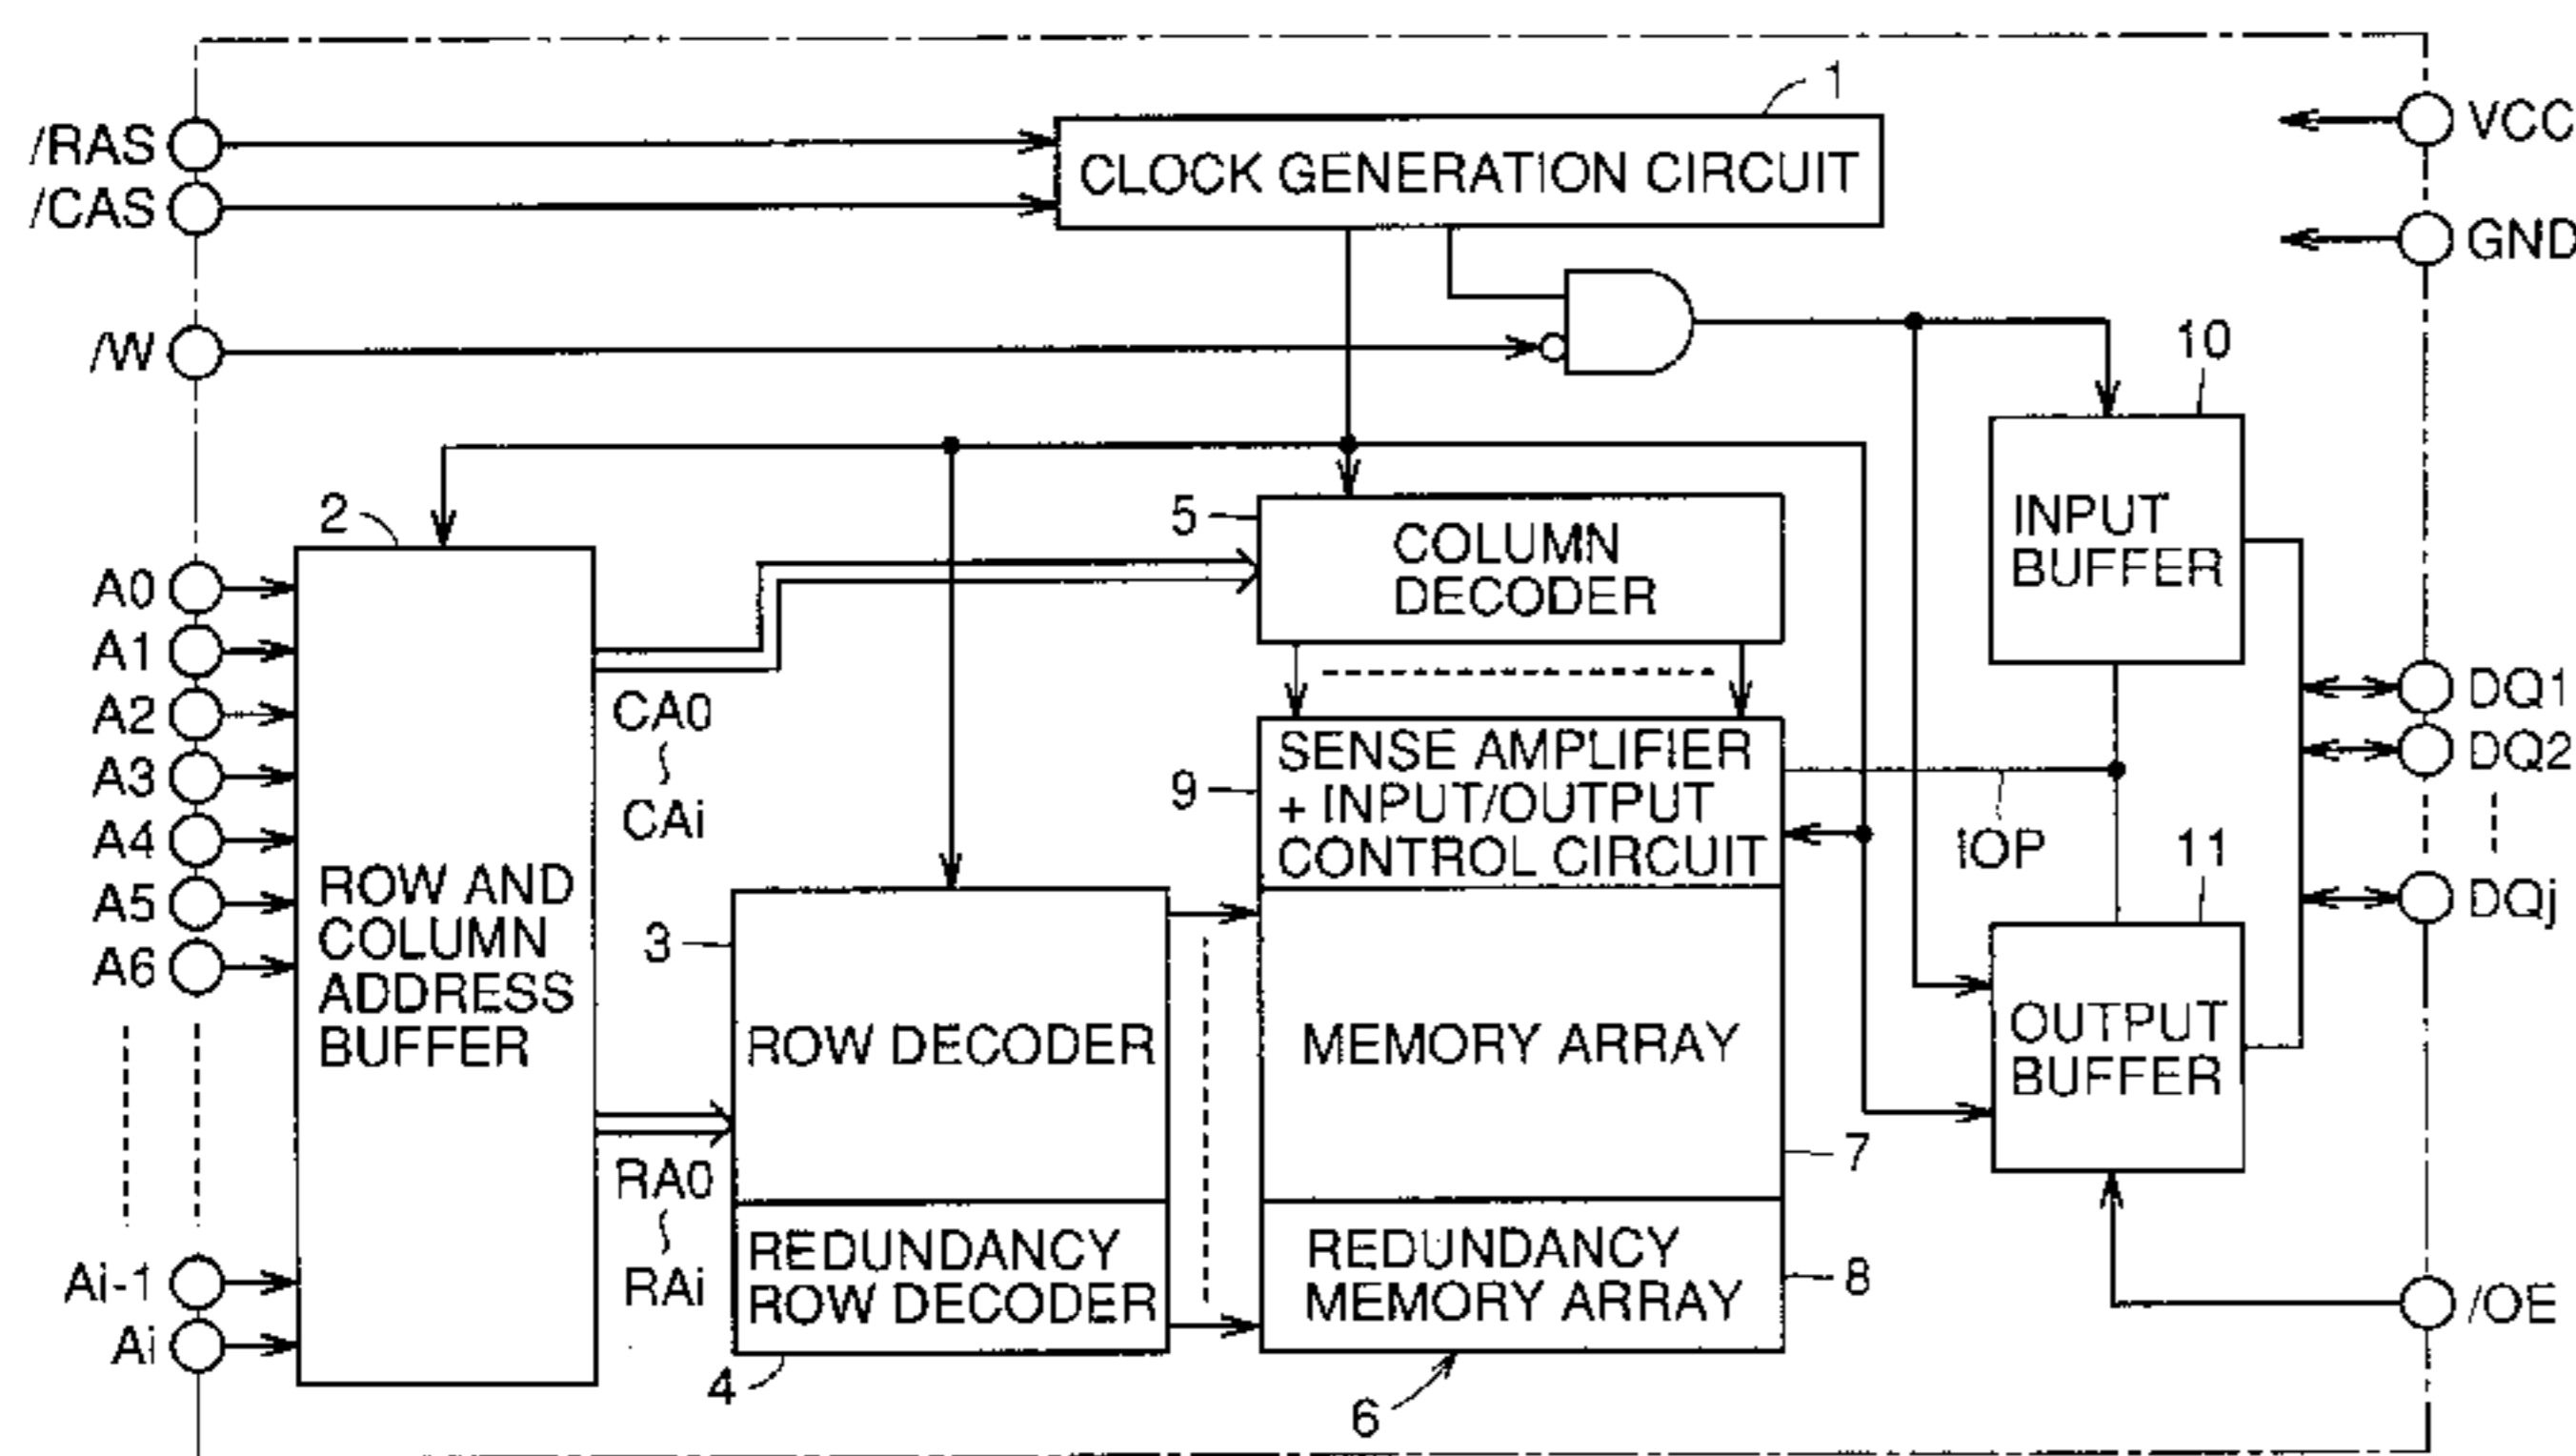 1
/RAS
/CAS
CLOCK GENERATION CIRCUIT
VCC
GND
/W
10
2
5
COLUMN
DECODER
INPUT
BUFFER
A0
A1
A2
A3
A4
A5
A6
Ai-1
Ai
ROW AND
COLUMN
ADDRESS
BUFFER
CA0
CAi
RA0
RAi
9
SENSE AMPLIFIER
+ INPUT/OUTPUT
CONTROL CIRCUIT
IOP
DQ1
DQ2
DQj
11
3
ROW DECODER
MEMORY ARRAY
7
OUTPUT
BUFFER
REDUNDANCY
ROW DECODER
4
REDUNDANCY
MEMORY ARRAY
8
6
/OE